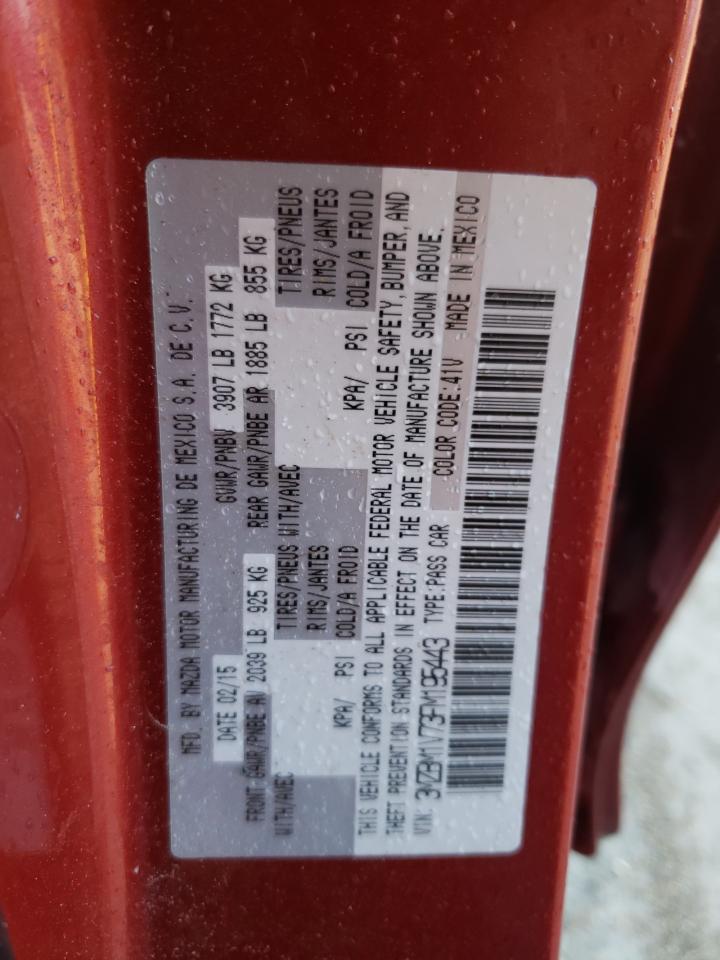 MFD. BY MAZDA MOTOR MANUFACTURING DE MEXICO S.A. DE C.V.
DATE 02/15 GVWR/PNBV 3907 LB 1772 KG
FRONT GAWR/PNBE AV 2039 LB 925 KG REAR GAWR/PNBE AR 1885 LB 855 KG
WITH/AVEC TIRES/PNEUS WITH/AVEC TIRES/PNEUS
RIMS/JANTES RIMS/JANTES
KPA/ PSI COLD/A FROID KPA/ PSI COLD/A FROID
THIS VEHICLE CONFORMS TO ALL APPLICABLE FEDERAL MOTOR VEHICLE SAFETY, BUMPER, AND
THEFT PREVENTION STANDARDS IN EFFECT ON THE DATE OF MANUFACTURE SHOWN ABOVE.
VIN: 3MZBM1V73FM195443 TYPE:PASS CAR COLOR CODE:41V MADE IN MEXICO